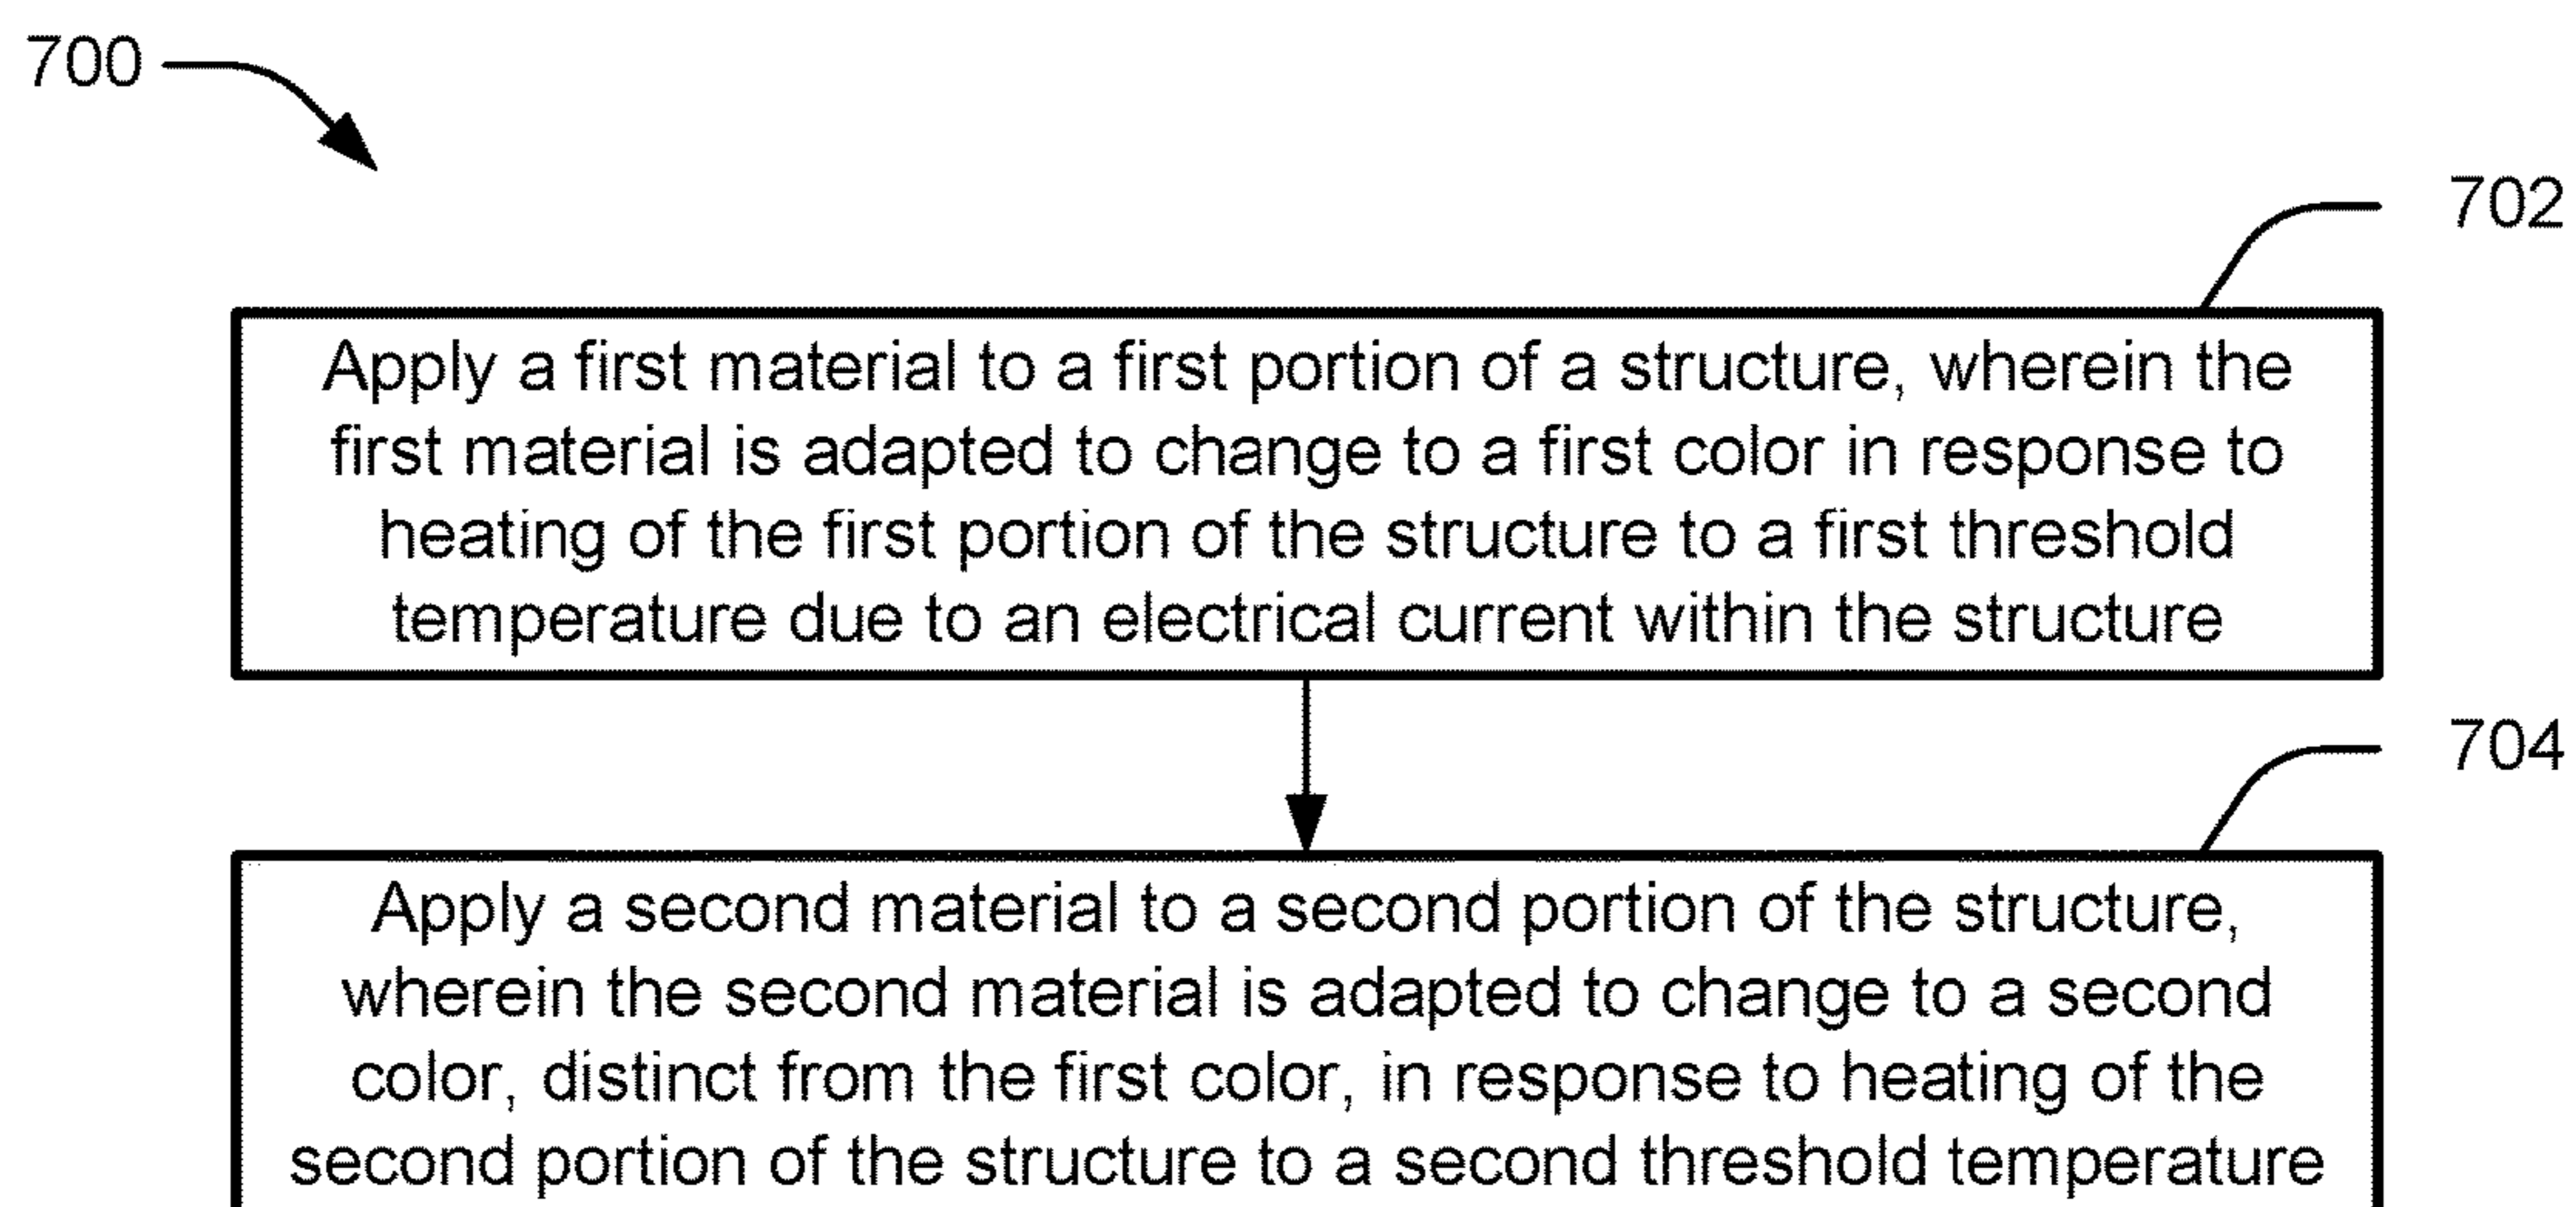 700
702
Apply a first material to a first portion of a structure, wherein the
first material is adapted to change to a first color in response to
heating of the first portion of the structure to a first threshold
temperature due to an electrical current within the structure
704
Apply a second material to a second portion of the structure,
wherein the second material is adapted to change to a second
color, distinct from the first color, in response to heating of the
second portion of the structure to a second threshold temperature